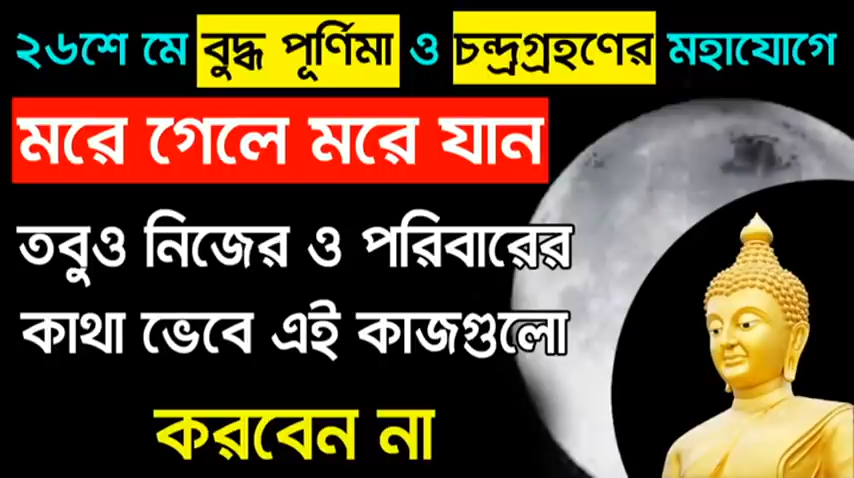 ২৬শে মে বুদ্ধ পূর্ণিমা ও চন্দ্রগ্রহণের মহাযোগে
মরে গেলে মরে যান
তবুও নিজের ও পরিবারের
কাথা ভেবে এই কাজগুলো
করবেন না